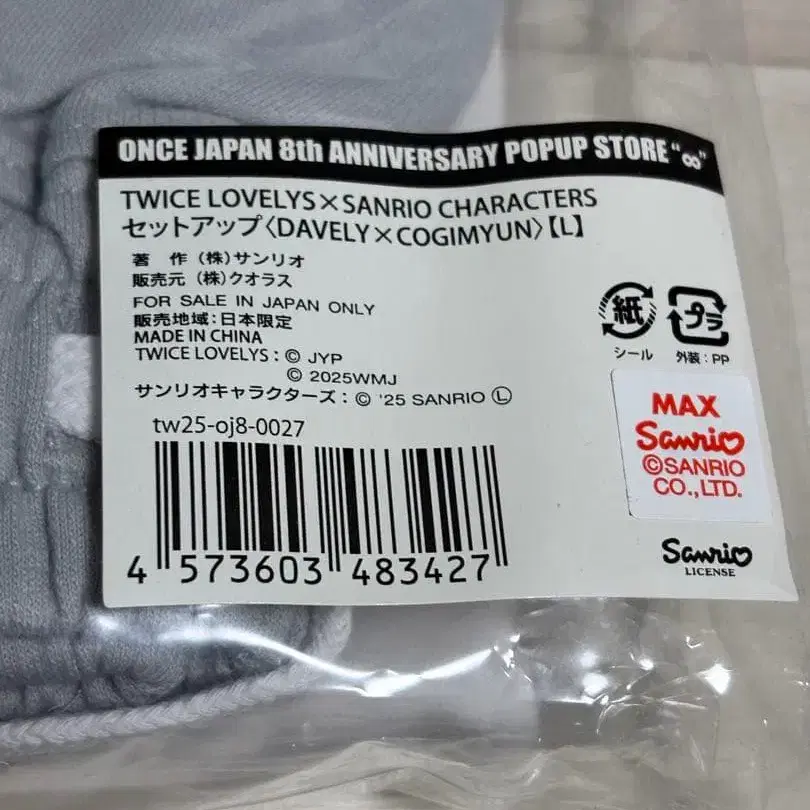 ONCE JAPAN 8th ANNIVERSARY POPUP STORE "∞"
TWICE LOVELYS×SANRIO CHARACTERS
セットアップ〈DAVELY×COGIMYUN〉【L】
著 作 (株)サンリオ
販売元 (株)クオラス
FOR SALE IN JAPAN ONLY
販売地域:日本限定
MADE IN CHINA
TWICE LOVELYS:© JYP
© 2025WMJ
サンリオキャラクターズ:© '25 SANRIO Ⓛ
紙
シール
プラ
外装:PP
tw25-oj8-0027
4 573603 483427
MAX
Sanrio
©SANRIO
CO.,LTD.
Sanrio
LICENSE